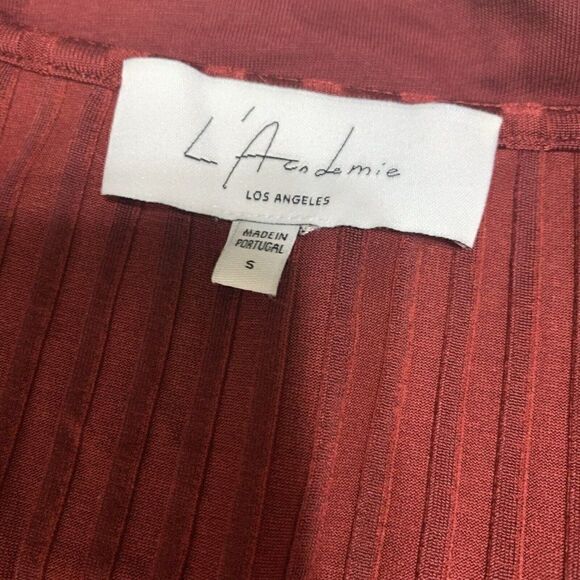 L'Academie
LOS ANGELES
MADE IN
PORTUGAL
S